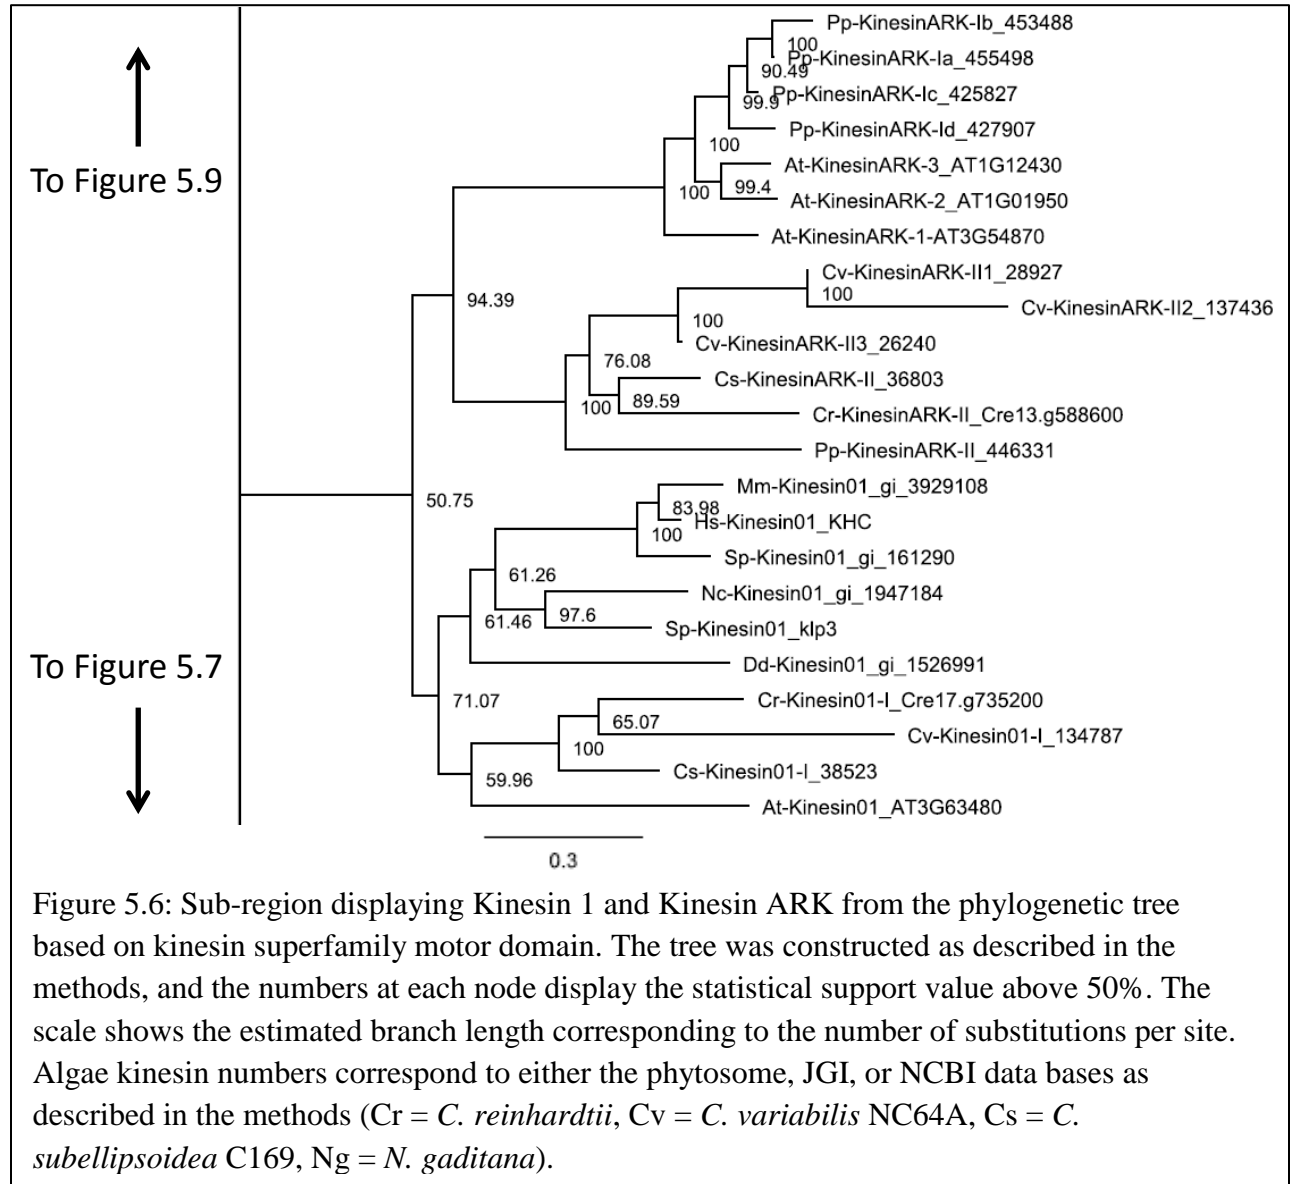 Pp-KinesinARK-Ib_453488
100
Pp-KinesinARK-Ia_455498
90.49
Pp-KinesinARK-Ic_425827
99.9
Pp-KinesinARK-Id_427907
100
At-KinesinARK-3_AT1G12430
To Figure 5.9
99.4
100
At-KinesinARK-2_AT1G01950
At-KinesinARK-1-AT3G54870
Cv-KinesinARK-II1_28927
100
94.39
Cv-KinesinARK-II2_137436
100
Cv-KinesinARK-II3_26240
76.08
Cs-KinesinARK-II_36803
89.59
100
Cr-KinesinARK-II_Cre13.g588600
Pp-KinesinARK-II_446331
Mm-Kinesin01_gi_3929108
50.75
83.98
Hs-Kinesin01_KHC
100
Sp-Kinesin01_gi_161290
61.26
Nc-Kinesin01_gi_1947184
97.6
61.46
Sp-Kinesin01_klp3
To Figure 5.7
Dd-Kinesin01_gi_1526991
71.07
Cr-Kinesin01-I_Cre17.g735200
65.07
Cv-Kinesin01-I_134787
100
Cs-Kinesin01-I_38523
59.96
At-Kinesin01_AT3G63480
0.3
Figure 5.6: Sub-region displaying Kinesin 1 and Kinesin ARK from the phylogenetic tree
based on kinesin superfamily motor domain. The tree was constructed as described in the
methods, and the numbers at each node display the statistical support value above 50%. The
scale shows the estimated branch length corresponding to the number of substitutions per site.
Algae kinesin numbers correspond to either the phytosome, JGI, or NCBI data bases as
described in the methods (Cr = C. reinhardtii, Cv = C. variabilis NC64A, Cs = C.
subellipsoidea C169, Ng = N. gaditana).